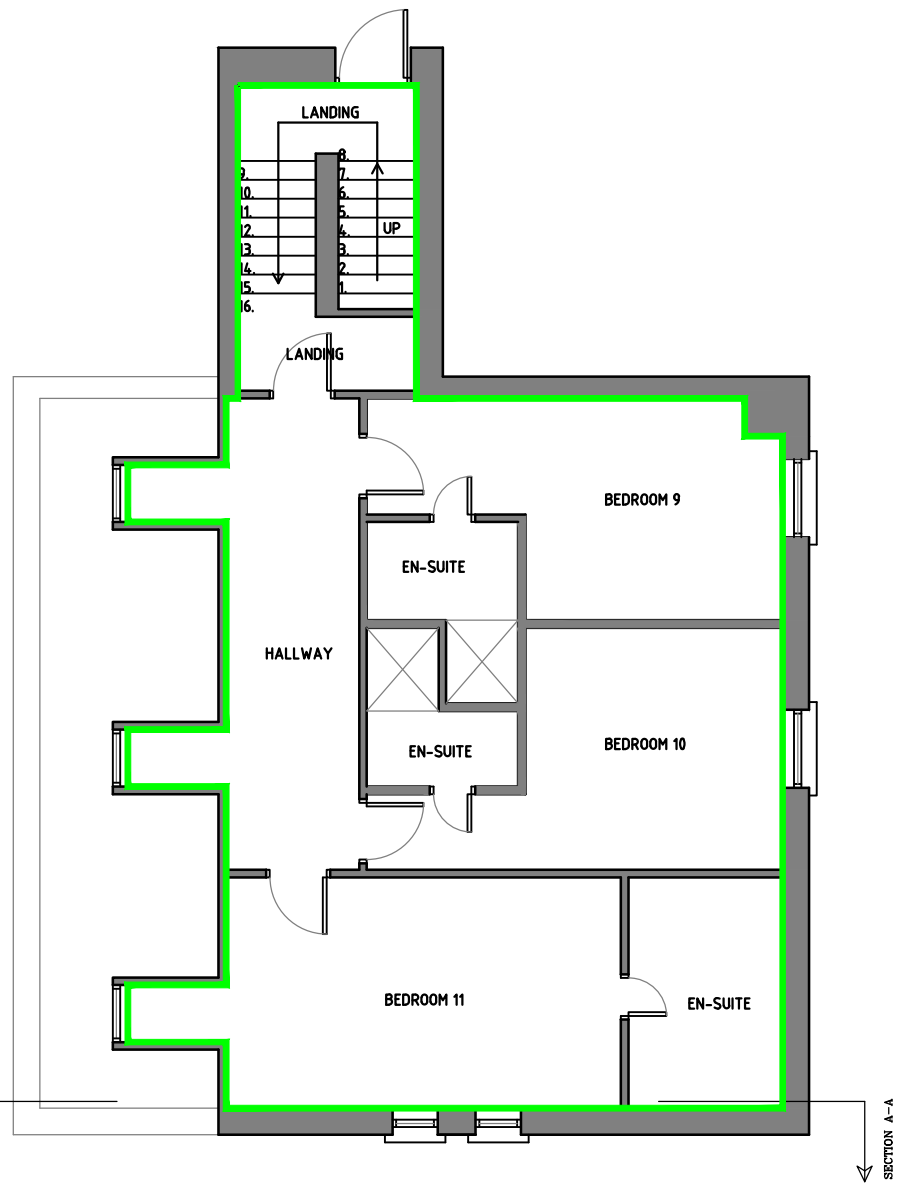 LANDING
8.
9.
7.
10.
6.
11.
5.
12.
4.
UP
13.
3.
14.
2.
15.
1.
16.
LANDING
BEDROOM 9
EN-SUITE
HALLWAY
BEDROOM 10
EN-SUITE
BEDROOM 11
EN-SUITE
SECTION A-A